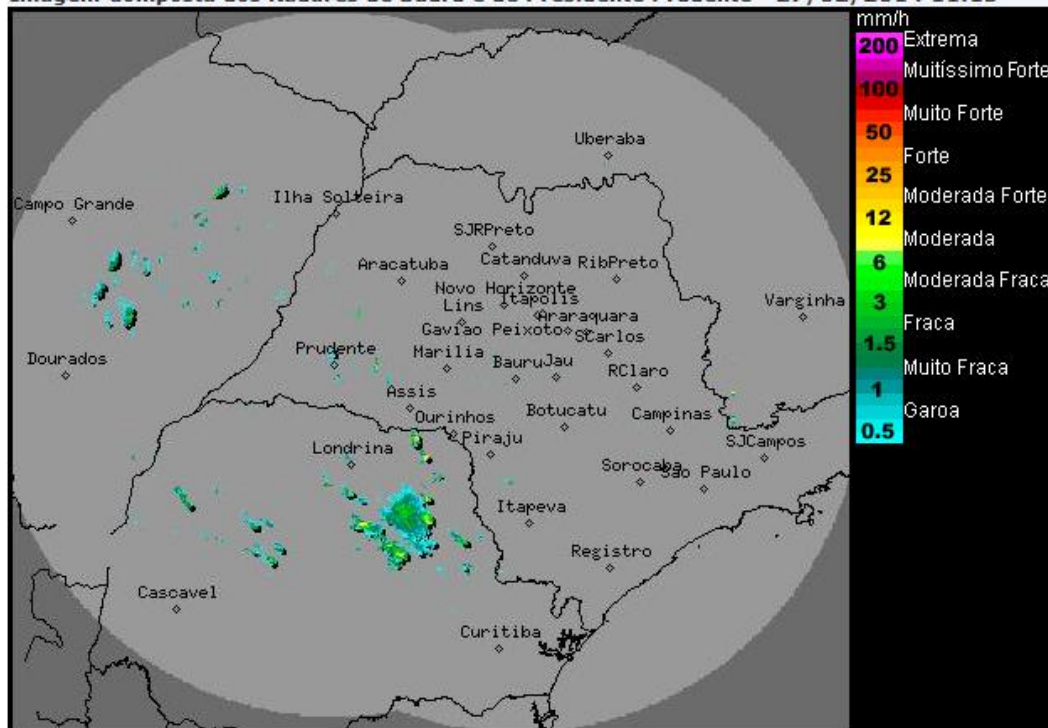 mm/h
200 Extrema
Muitíssimo Forte
100
Muito Forte
50
Forte
25
Moderada Forte
12
Moderada
6
Moderada Fraca
3
Fraca
1.5
Muito Fraca
1
Garoa
0.5
Uberaba
Campo Grande
Ilha Solteira
SJRPreto
Catanduva
RibPreto
Aracatuba
Novo Horizonte
Itapolis
Varginha
Lins
Araraquara
Gaviao Peixoto
SCarlos
Dourados
Prudente
Marilia
Bauru
Jau
RClaro
Assis
Botucatu
Campinas
Ourinhos
Piraju
Londrina
SJCampos
Sorocaba
Sao Paulo
Itapeva
Registro
Cascavel
Curitiba